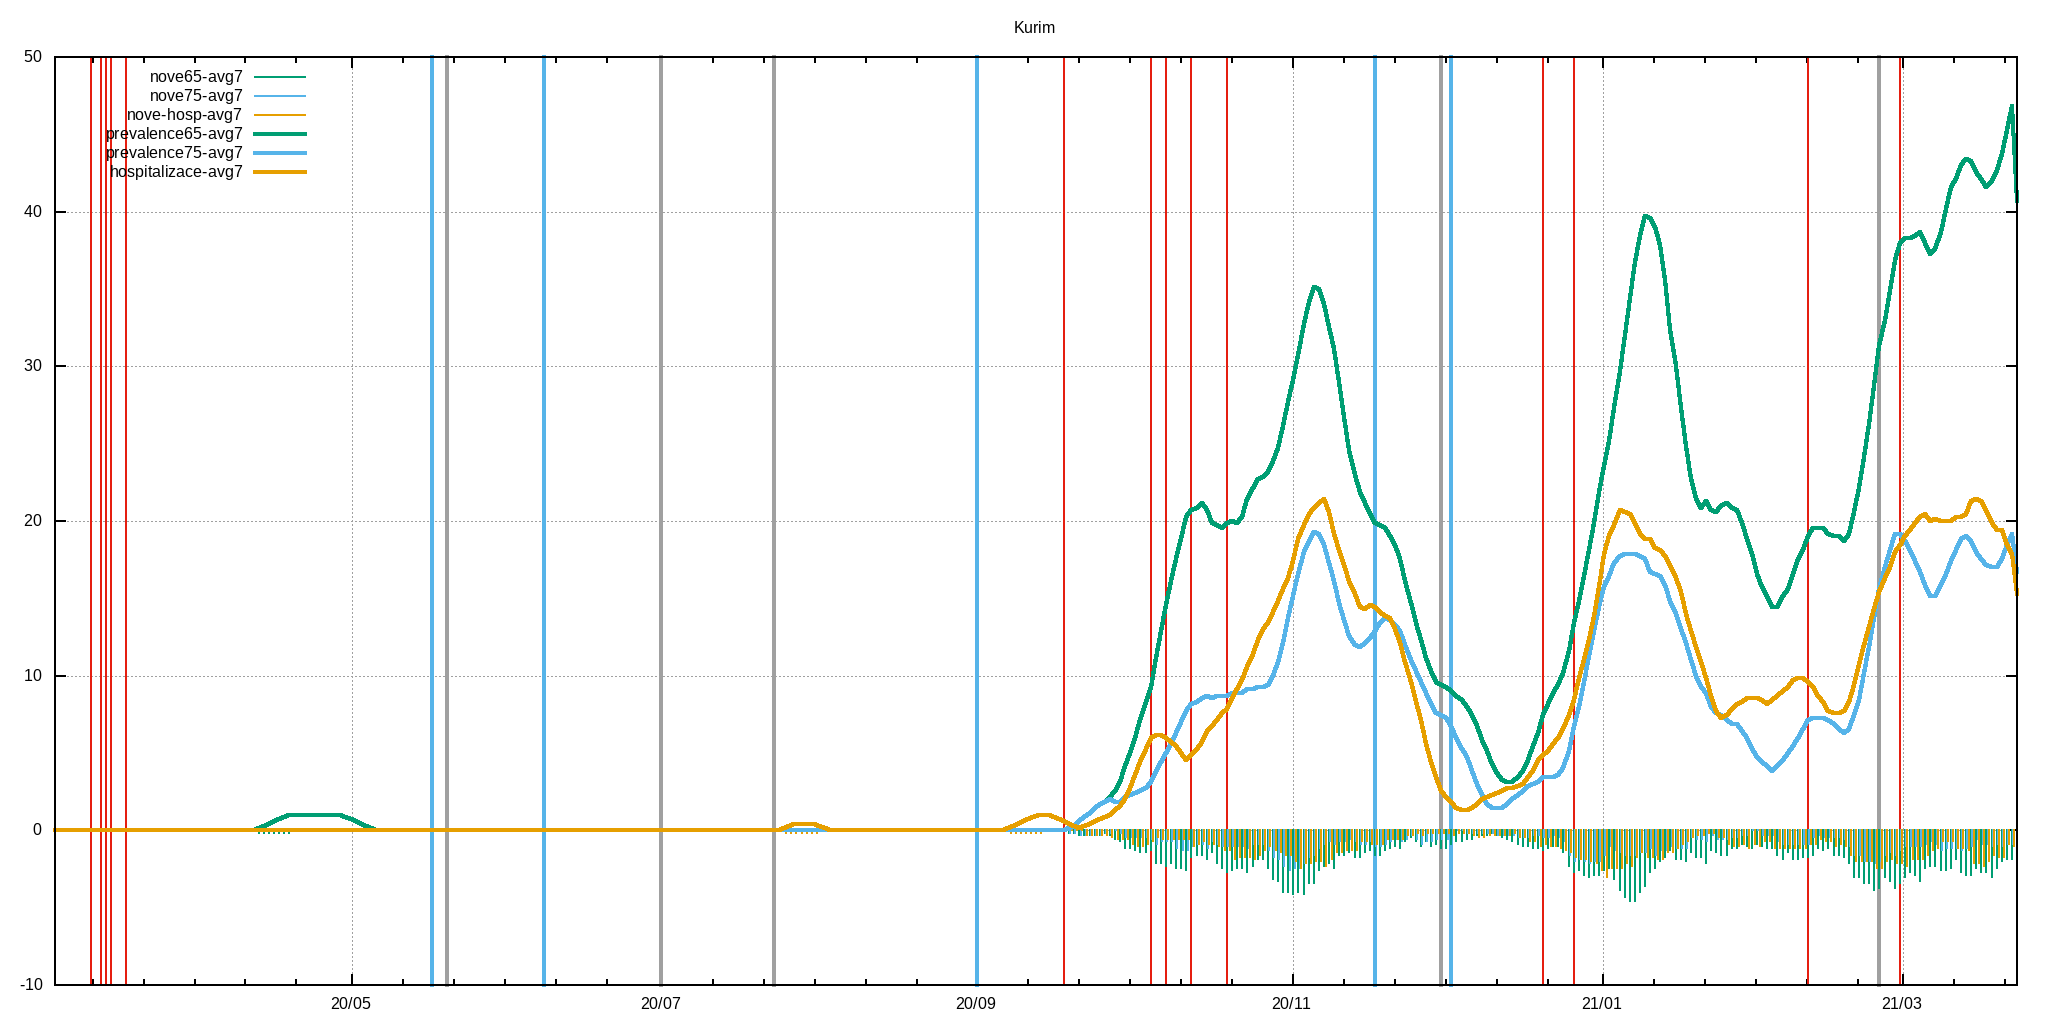 Kurim
50
nove65-avg7
nove75-avg7
nove-hosp-avg7
prevalence65-avg7
prevalence75-avg7
hospitalizace-avg7
40
30
20
10
0
-10
20/05 20/07 20/09 20/11 21/01 21/03